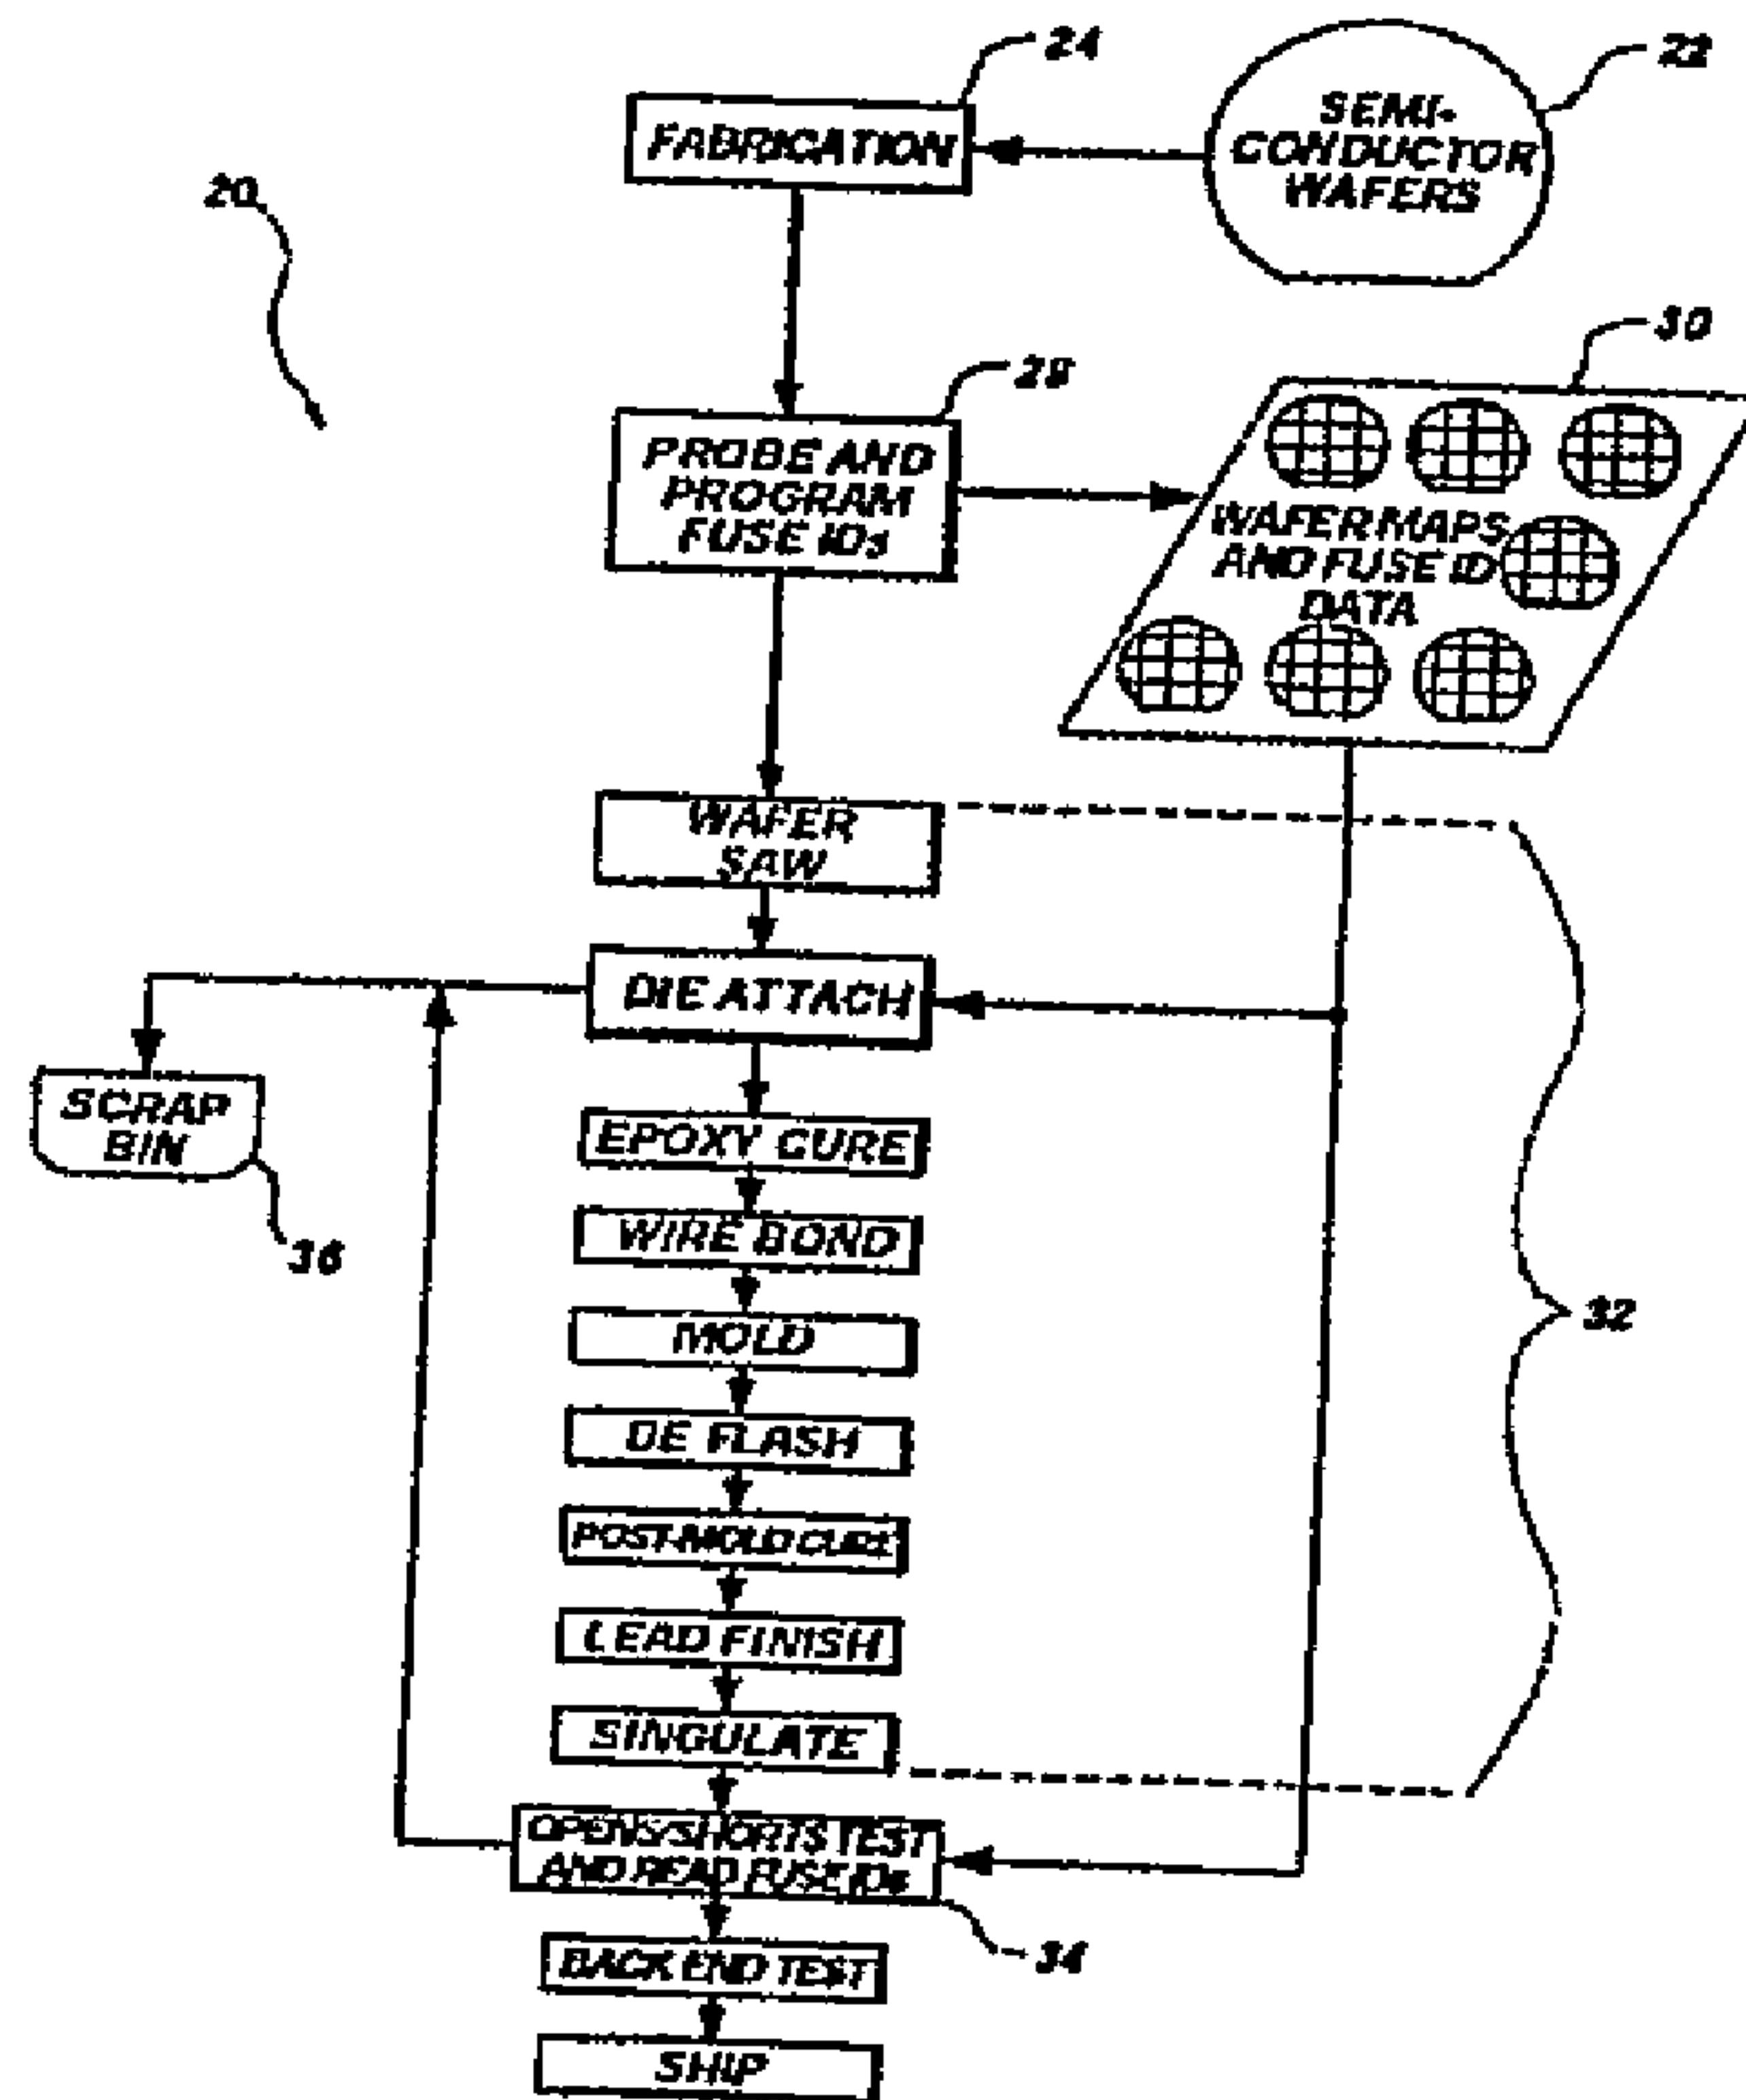 24
22
FABRICATION
SEMI-
CONDUCTOR
WAFERS
20
30
28
PROBE AND
PROGRAM
FUSE IDs
WAFER MAPS
AND FUSE ID
DATA
WAFER
SAW
DIE ATTACH
SCRAP
BIN
EPOXY CURE
WIRE BOND
36
32
MOLD
DE FLASH
POST-MOLD CURE
LEAD FINISH
SINGULATE
OPENS/SHORTS TEST
AND READ FUSE IDs
34
BACK END TEST
SHIP